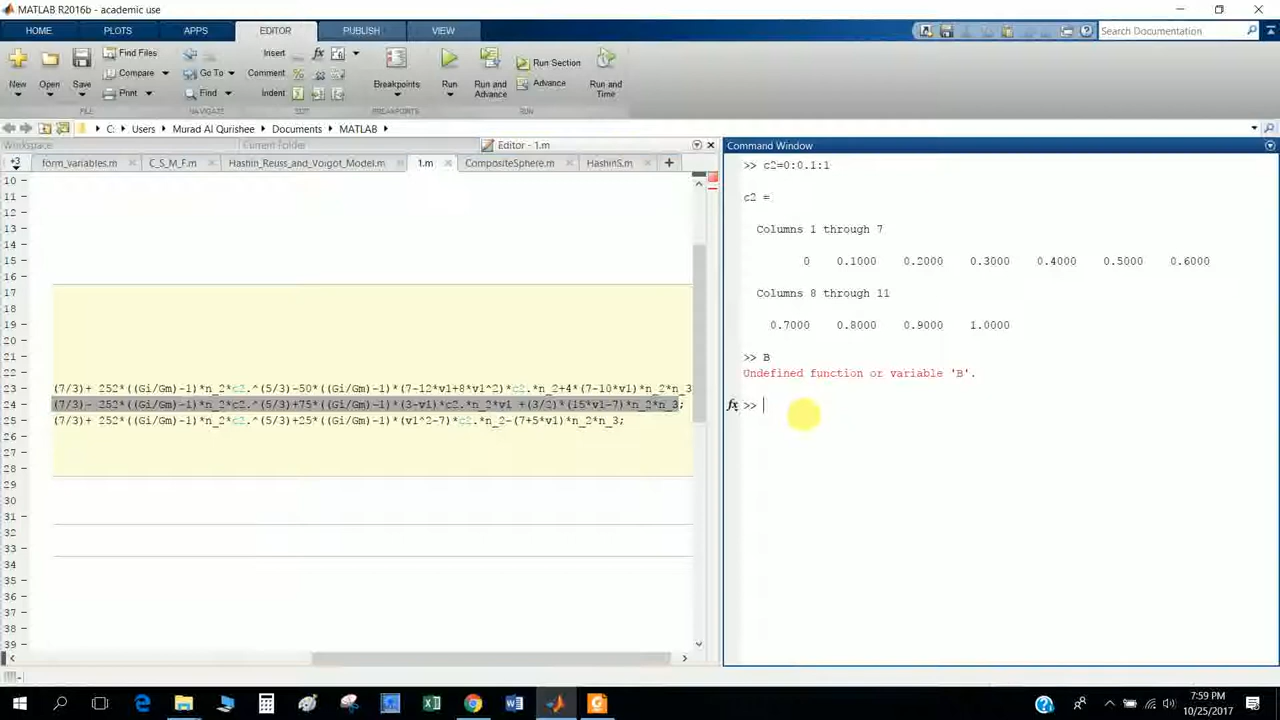 MATLAB R2016b - academic use
HOME PLOTS APPS EDITOR PUBLISH VIEW
Search Documentation
New Open Save Find Files Compare Print
Go To Find
Insert fx Comment Indent
Breakpoints Run Run and Advance Run Section Advance Run and Time
FILE NAVIGATE EDIT BREAKPOINTS RUN
C: Users Murad Al Qurishee Documents MATLAB
Workspace Current Folder Editor - 1.m
+3 form_variables.m C_S_M_F.m Hashin_Reuss_and_Voigot_Model.m 1.m CompositeSphere.m HashinS.m
10
11
12
13
14
15
16
17
18
19
20
21
22
23 (7/3)+ 252*((Gi/Gm)-1)*n_2*c2.^(5/3)-50*((Gi/Gm)-1)*(7-12*v1+8*v1^2)*c2.*n_2+4*(7-10*v1)*n_2*n_3
24 (7/3)- 252*((Gi/Gm)-1)*n_2*c2.^(5/3)+75*((Gi/Gm)-1)*(3-v1)*c2.*n_2*v1 +(3/2)*(15*v1-7)*n_2*n_3;
25 (7/3)+ 252*((Gi/Gm)-1)*n_2*c2.^(5/3)+25*((Gi/Gm)-1)*(v1^2-7)*c2.*n_2-(7+5*v1)*n_2*n_3;
26
27
28
29
30
31
32
33
34
35
36
37
38
39
Command Window
>> c2=0:0.1:1
c2 =
Columns 1 through 7
0 0.1000 0.2000 0.3000 0.4000 0.5000 0.6000
Columns 8 through 11
0.7000 0.8000 0.9000 1.0000
>> B
Undefined function or variable 'B'.
fx >>
7:59 PM
10/25/2017